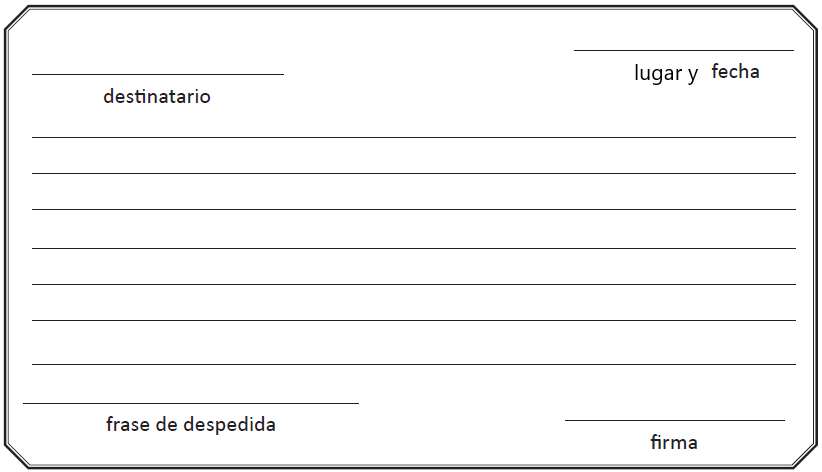 lugar y fecha
destinatario
frase de despedida
firma